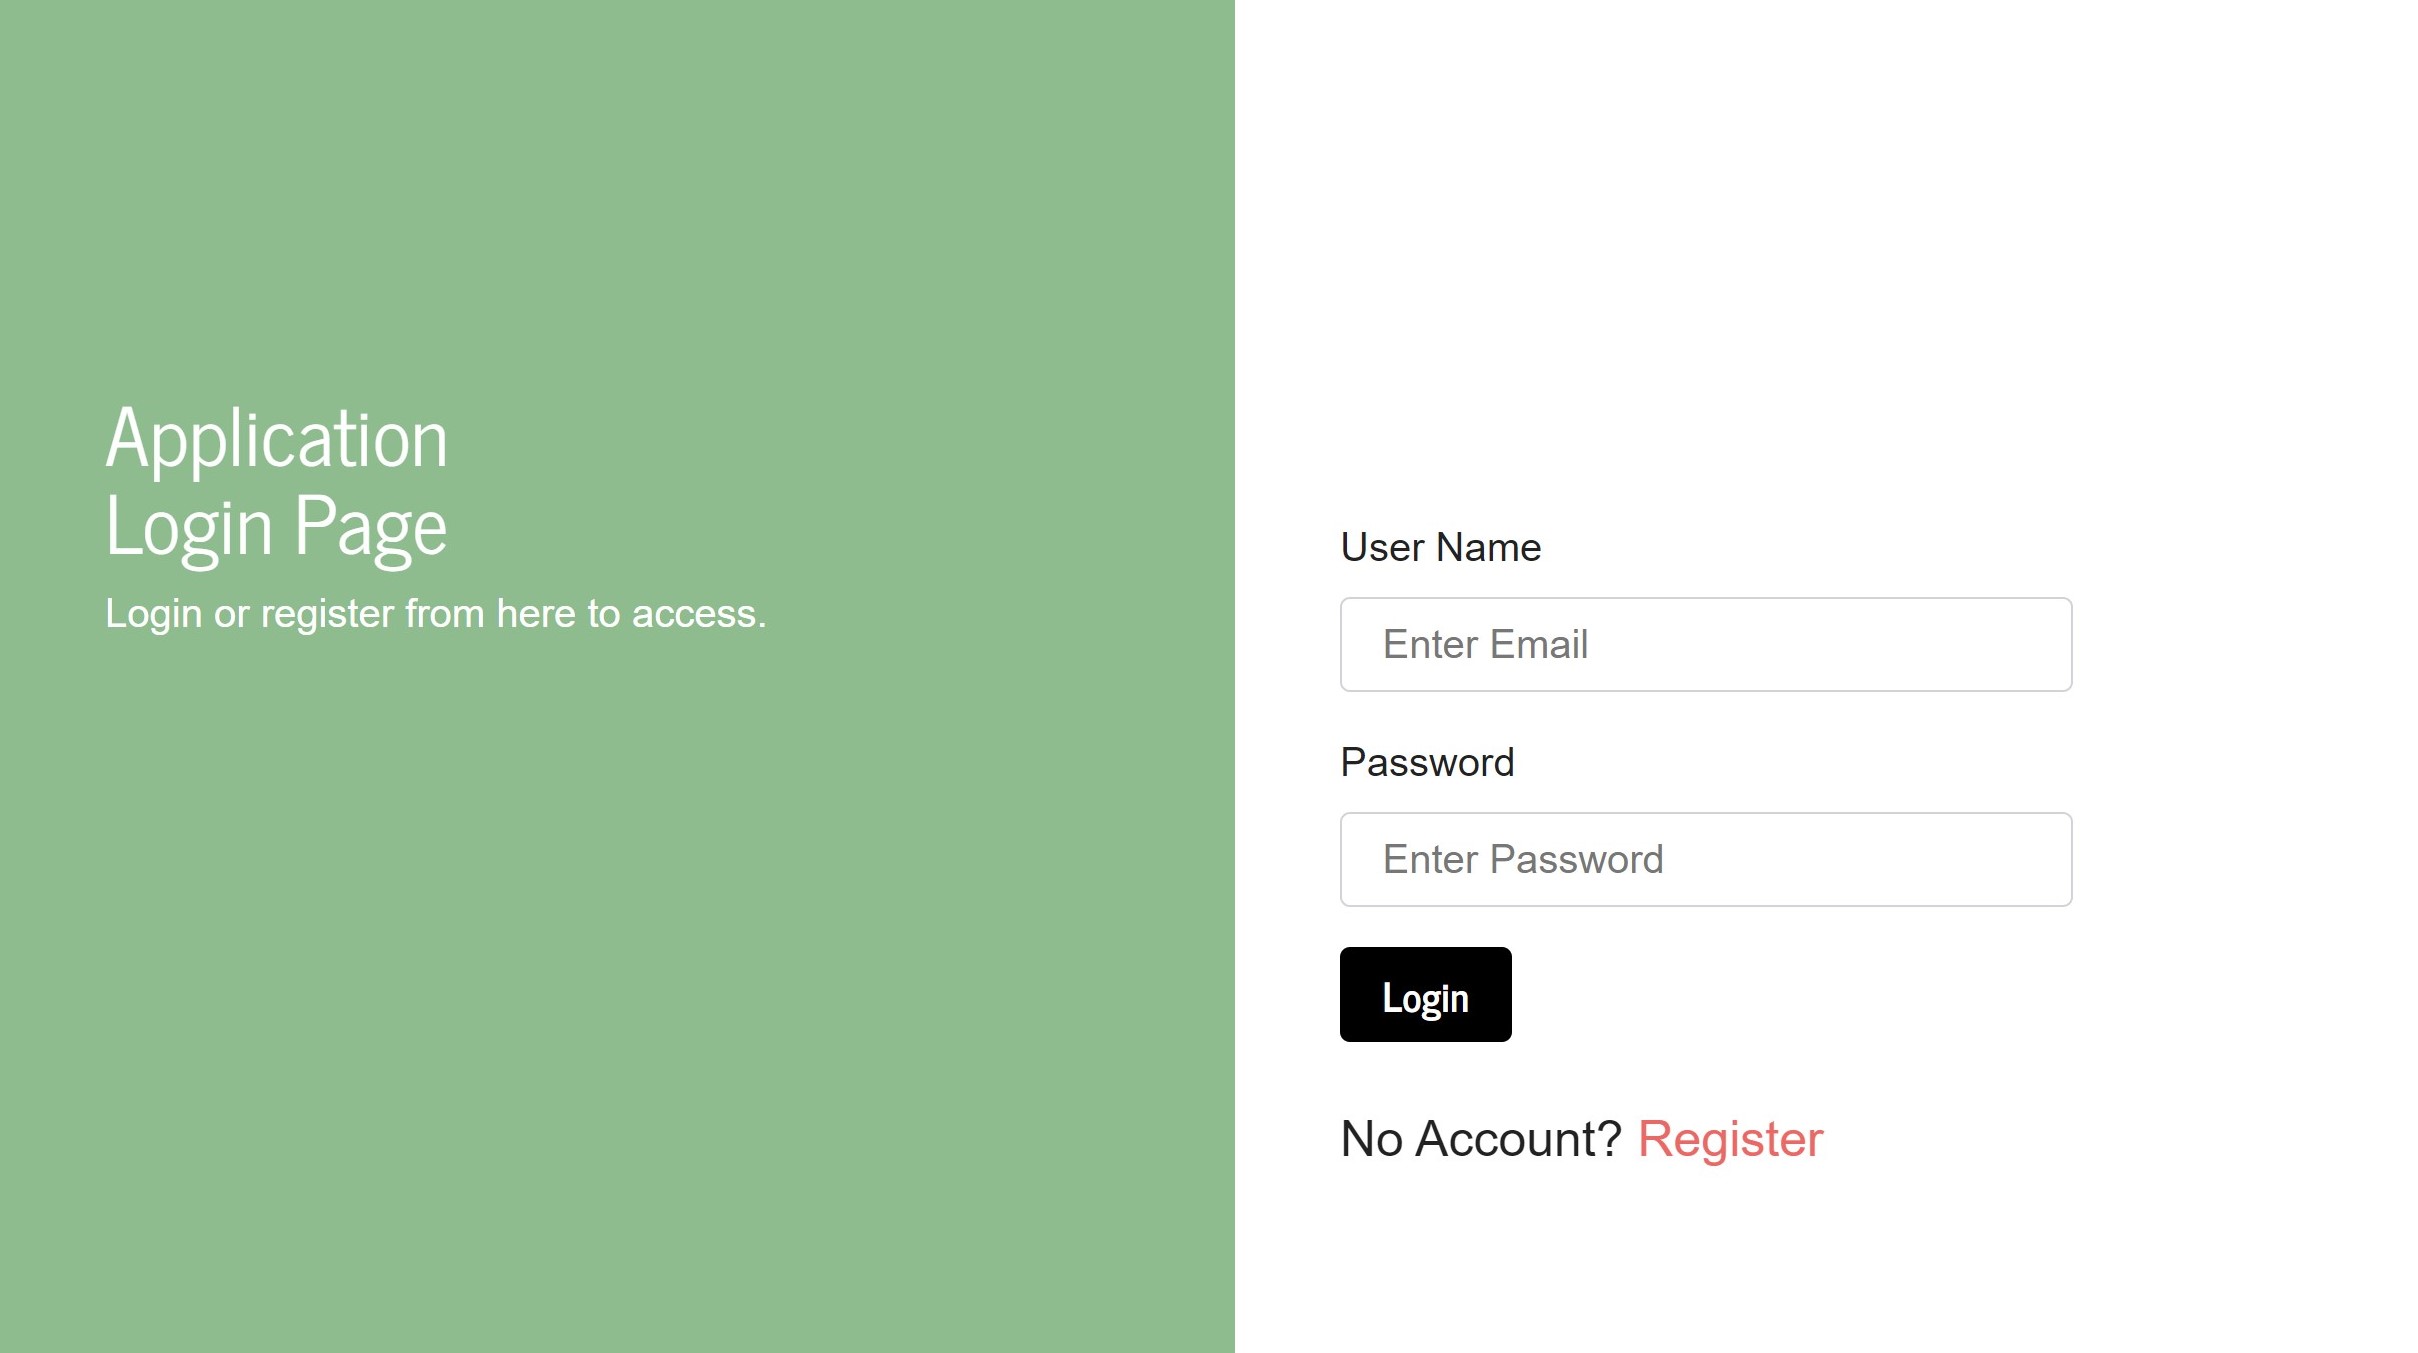 Application
Login Page
Login or register from here to access.
User Name
Enter Email
Password
Enter Password
Login
No Account? Register